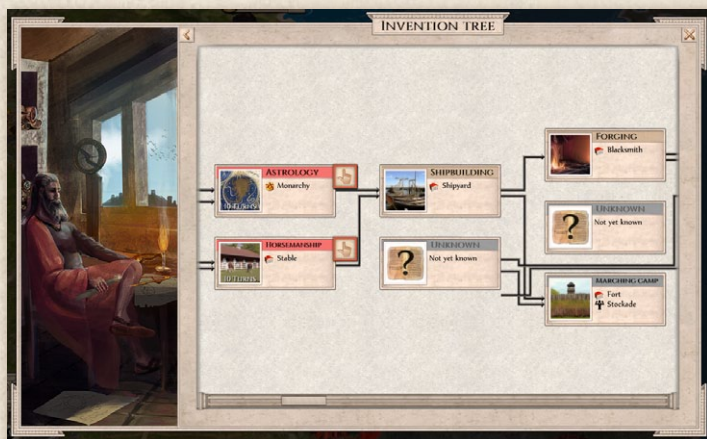 INVENTION TREE
ASTROLOGY
Monarchy
10 TURNS
HORSEMANSHIP
Stable
10 TURNS
SHIPBUILDING
Shipyard
UNKNOWN
?
Not yet known
FORGING
Blacksmith
UNKNOWN
?
Not yet known
MARCHING CAMP
Fort
Stockade